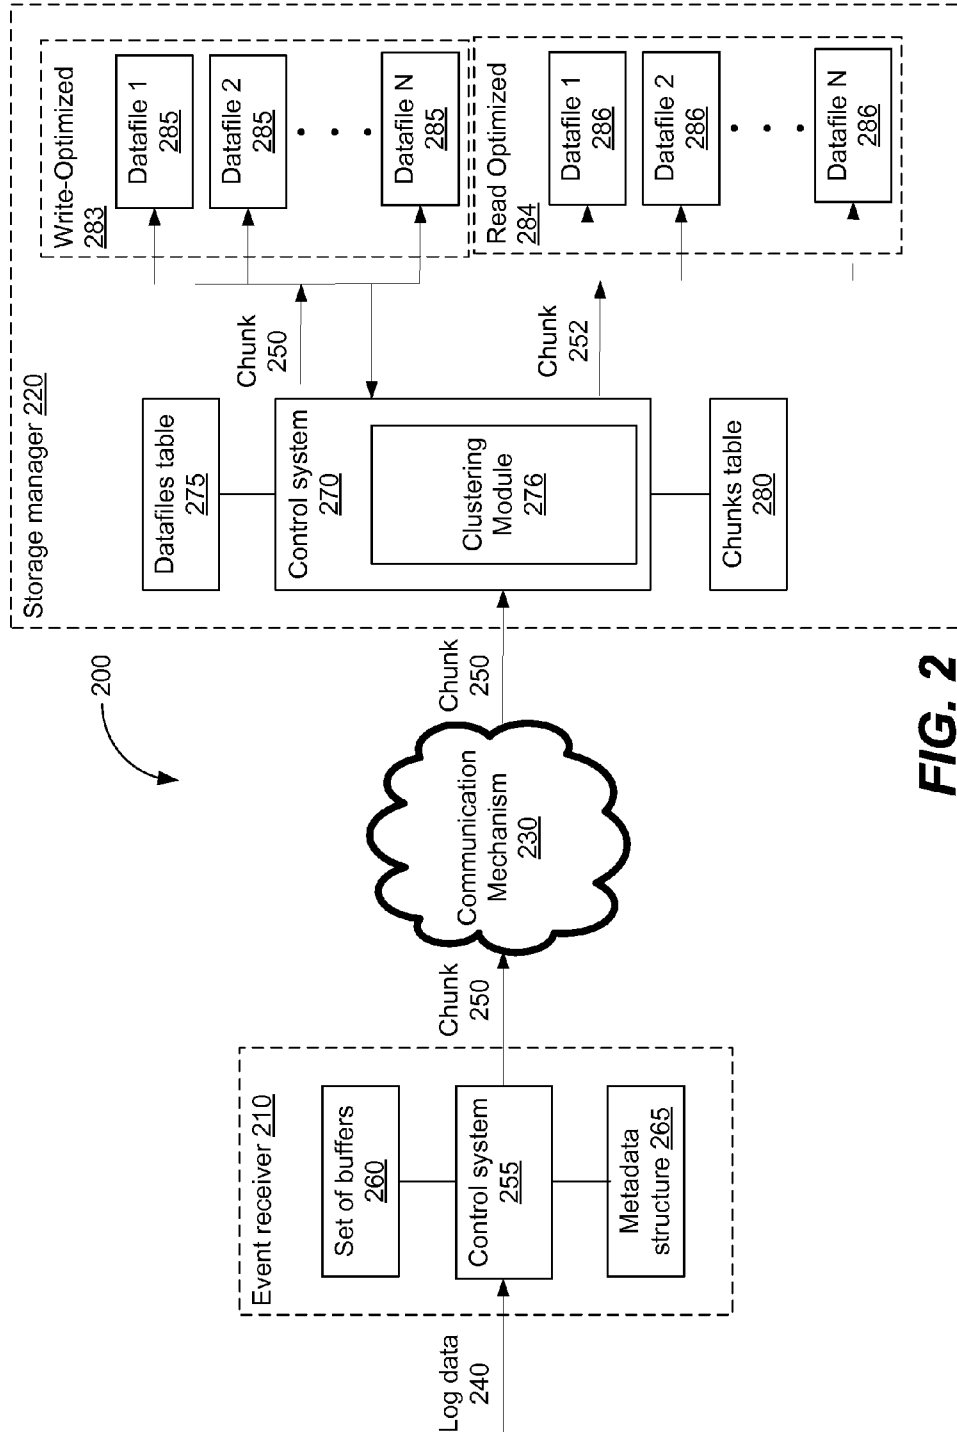 200
Log data
240
Event receiver 210
Set of buffers
260
Control system
255
Metadata
structure 265
Chunk
250
Communication
Mechanism
230
Chunk
250
Storage manager 220
Datafiles table
275
Control system
270
Clustering
Module
276
Chunks table
280
Chunk
250
Chunk
252
Write-Optimized
283
Datafile 1
285
Datafile 2
285
Datafile N
285
Read Optimized
284
Datafile 1
286
Datafile 2
286
Datafile N
286
FIG. 2